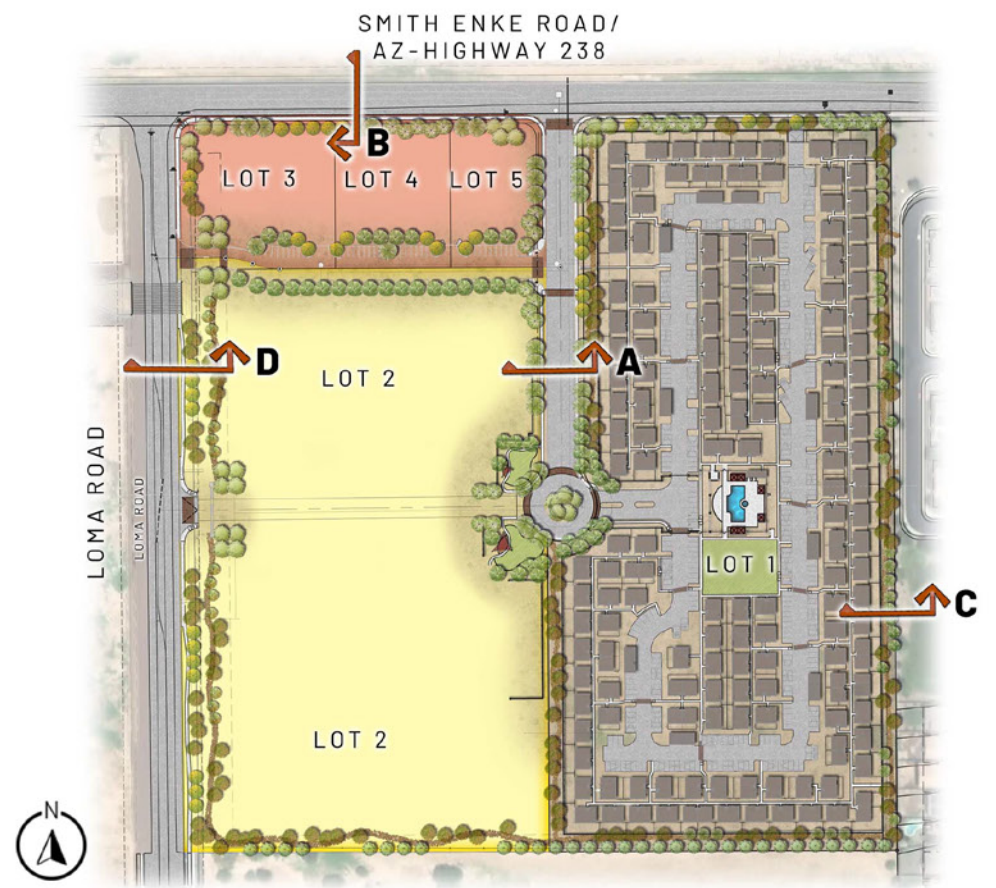 SMITH ENKE ROAD/
AZ-HIGHWAY 238
B
LOT 3
LOT 4
LOT 5
D
A
LOT 2
LOMA ROAD
LOMA ROAD
LOT 1
C
LOT 2
N